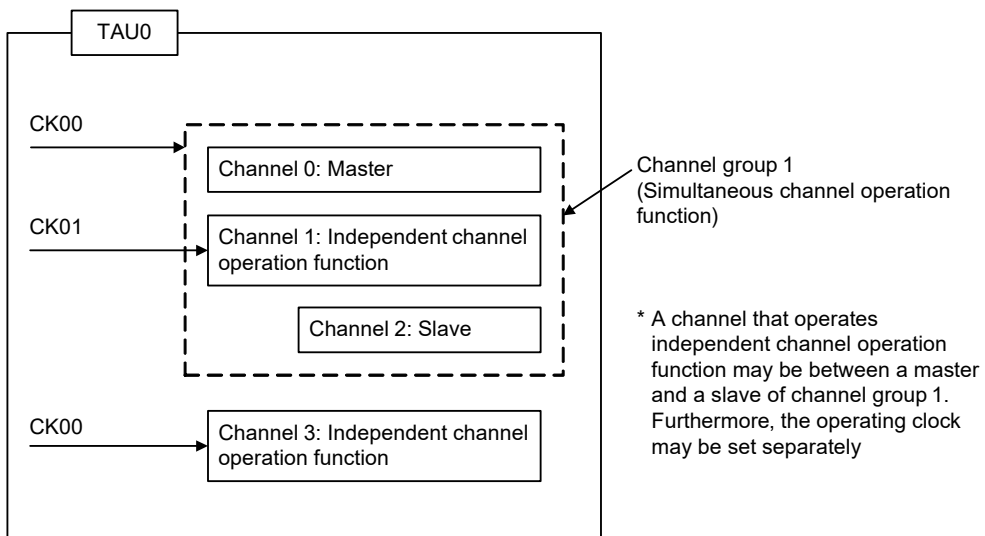 TAU0
CK00
Channel 0: Master
CK01
Channel 1: Independent channel
operation function
Channel 2: Slave
CK00
Channel 3: Independent channel
operation function
Channel group 1
(Simultaneous channel operation
function)
* A channel that operates
independent channel operation
function may be between a master
and a slave of channel group 1.
Furthermore, the operating clock
may be set separately